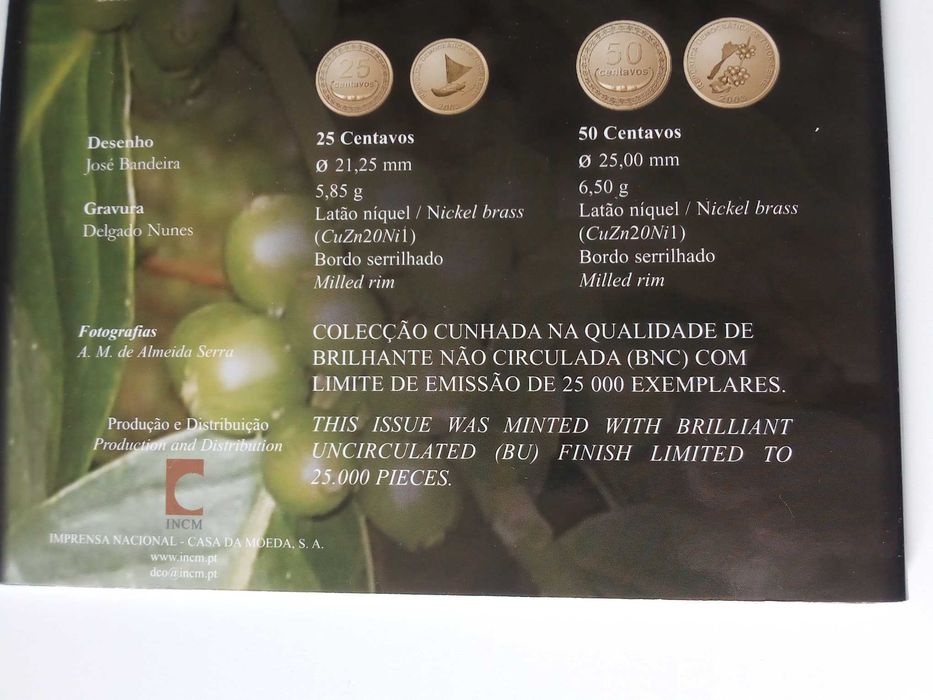 25
centavos
2003
50
centavos
2003
Desenho
José Bandeira
Gravura
Delgado Nunes
Fotografias
A. M. de Almeida Serra
Produção e Distribuição
Production and Distribution
INCM
IMPRENSA NACIONAL - CASA DA MOEDA, S. A.
www.incm.pt
dco@incm.pt
25 Centavos
Ø 21,25 mm
5,85 g
Latão níquel / Nickel brass
(CuZn20Ni1)
Bordo serrilhado
Milled rim
50 Centavos
Ø 25,00 mm
6,50 g
Latão níquel / Nickel brass
(CuZn20Ni1)
Bordo serrilhado
Milled rim
COLECÇÃO CUNHADA NA QUALIDADE DE
BRILHANTE NÃO CIRCULADA (BNC) COM
LIMITE DE EMISSÃO DE 25 000 EXEMPLARES.
THIS ISSUE WAS MINTED WITH BRILLIANT
UNCIRCULATED (BU) FINISH LIMITED TO
25.000 PIECES.